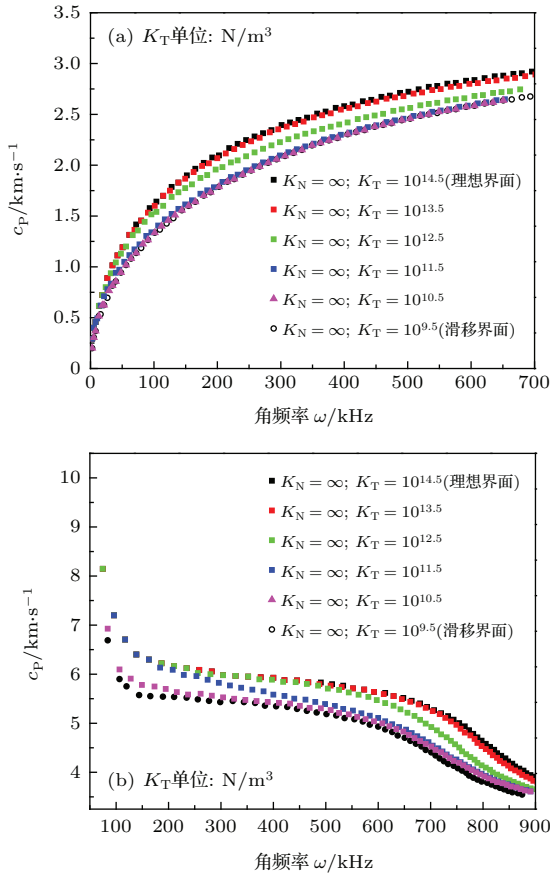 3.5
(a) K_T单位: N/m³
3.0
2.5
2.0
1.5
1.0
0.5
0
c_P/km·s⁻¹
K_N = ∞; K_T = 10^14.5(理想界面)
K_N = ∞; K_T = 10^13.5
K_N = ∞; K_T = 10^12.5
K_N = ∞; K_T = 10^11.5
K_N = ∞; K_T = 10^10.5
K_N = ∞; K_T = 10^9.5(滑移界面)
0 100 200 300 400 500 600 700
角频率 ω/kHz
10
9
8
7
6
5
4
c_P/km·s⁻¹
K_N = ∞; K_T = 10^14.5(理想界面)
K_N = ∞; K_T = 10^13.5
K_N = ∞; K_T = 10^12.5
K_N = ∞; K_T = 10^11.5
K_N = ∞; K_T = 10^10.5
K_N = ∞; K_T = 10^9.5(滑移界面)
(b) K_T单位: N/m³
100 200 300 400 500 600 700 800 900
角频率 ω/kHz